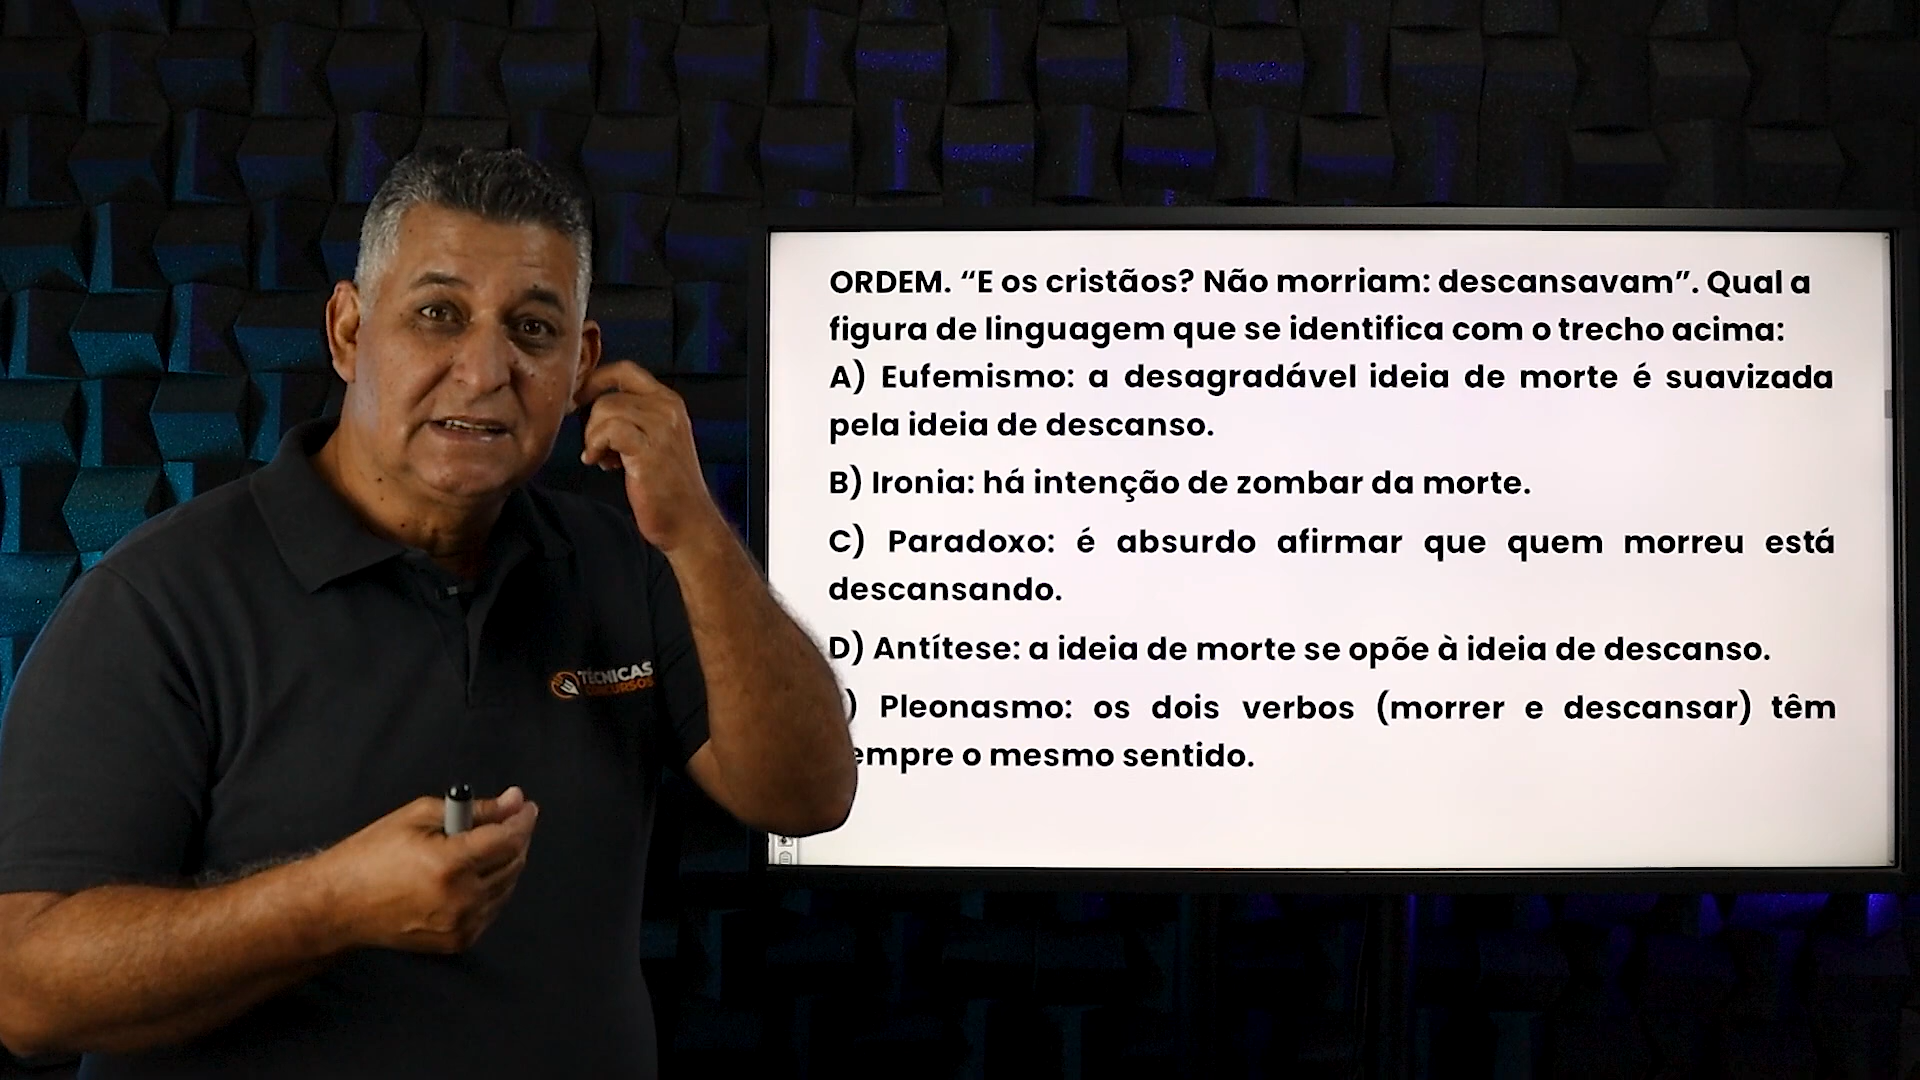 ORDEM. “E os cristãos? Não morriam: descansavam”. Qual a
figura de linguagem que se identifica com o trecho acima:
A) Eufemismo: a desagradável ideia de morte é suavizada
pela ideia de descanso.
B) Ironia: há intenção de zombar da morte.
C) Paradoxo: é absurdo afirmar que quem morreu está
descansando.
D) Antítese: a ideia de morte se opõe à ideia de descanso.
) Pleonasmo: os dois verbos (morrer e descansar) têm
empre o mesmo sentido.
TÉCNICAS
CONCURSOS